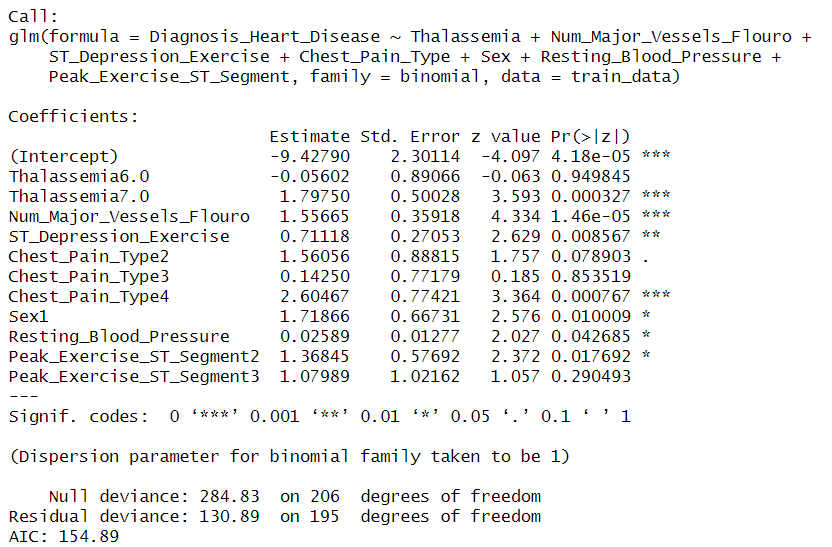 Call:
glm(formula = Diagnosis_Heart_Disease ~ Thalassemia + Num_Major_Vessels_Flouro +
    ST_Depression_Exercise + Chest_Pain_Type + Sex + Resting_Blood_Pressure +
    Peak_Exercise_ST_Segment, family = binomial, data = train_data)

Coefficients:
                          Estimate Std. Error z value Pr(>|z|)
(Intercept)               -9.42790    2.30114  -4.097 4.18e-05 ***
Thalassemia6.0            -0.05602    0.89066  -0.063 0.949845
Thalassemia7.0             1.79750    0.50028   3.593 0.000327 ***
Num_Major_Vessels_Flouro   1.55665    0.35918   4.334 1.46e-05 ***
ST_Depression_Exercise     0.71118    0.27053   2.629 0.008567 **
Chest_Pain_Type2           1.56056    0.88815   1.757 0.078903 .
Chest_Pain_Type3           0.14250    0.77179   0.185 0.853519
Chest_Pain_Type4           2.60467    0.77421   3.364 0.000767 ***
Sex1                       1.71866    0.66731   2.576 0.010009 *
Resting_Blood_Pressure     0.02589    0.01277   2.027 0.042685 *
Peak_Exercise_ST_Segment2  1.36845    0.57692   2.372 0.017692 *
Peak_Exercise_ST_Segment3  1.07989    1.02162   1.057 0.290493
---
Signif. codes:  0 ‘***’ 0.001 ‘**’ 0.01 ‘*’ 0.05 ‘.’ 0.1 ‘ ’ 1

(Dispersion parameter for binomial family taken to be 1)

    Null deviance: 284.83  on 206  degrees of freedom
Residual deviance: 130.89  on 195  degrees of freedom
AIC: 154.89